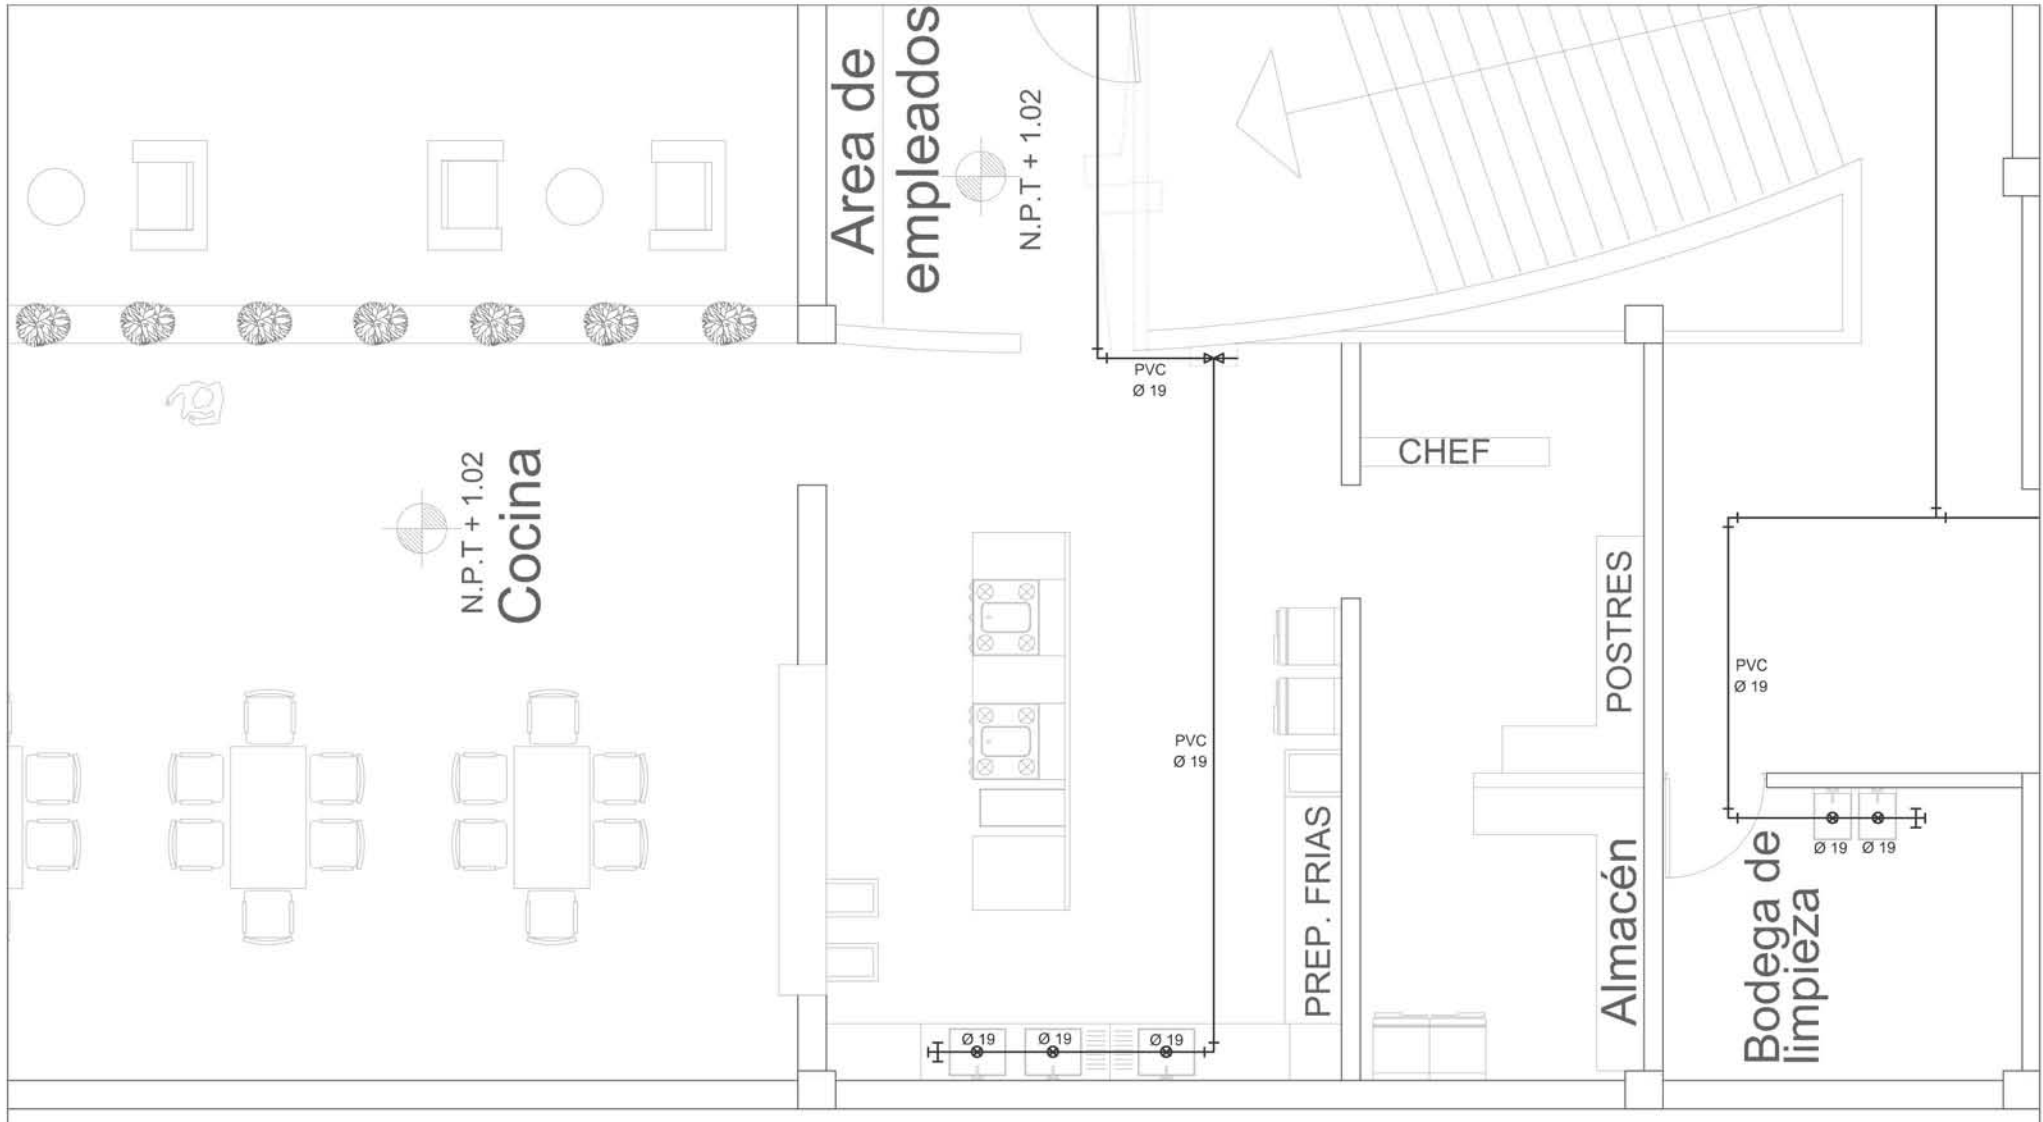 Area de
empleados
N.P.T + 1.02
PVC
Ø 19
CHEF
N.P.T + 1.02
Cocina
POSTRES
PVC
Ø 19
PVC
Ø 19
PREP. FRIAS
Almacén
Ø 19
Ø 19
Bodega de
limpieza
Ø 19
Ø 19
Ø 19